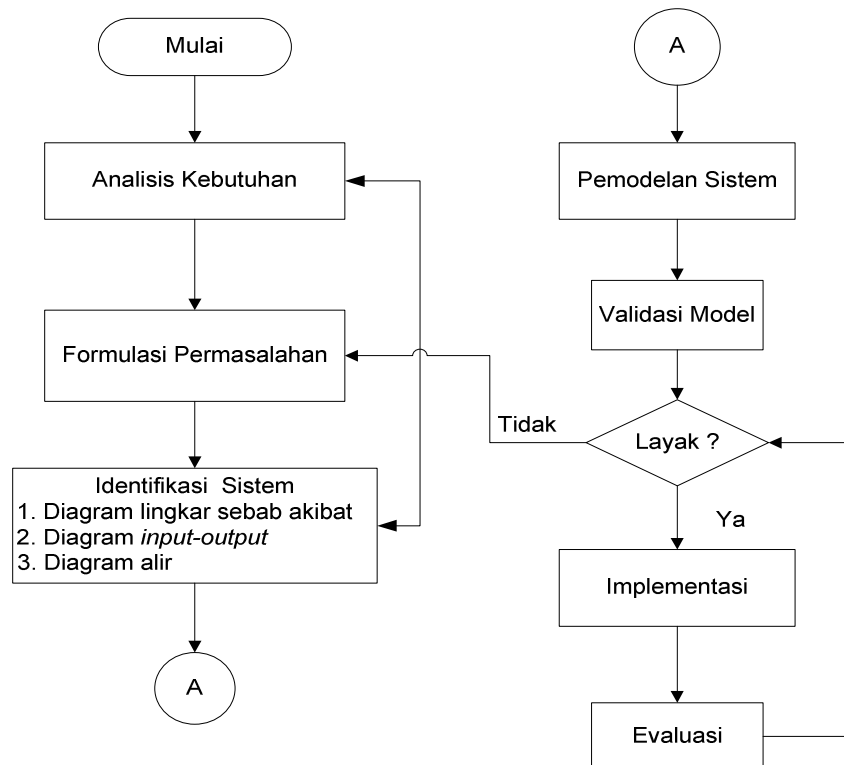 Mulai
Analisis Kebutuhan
Formulasi Permasalahan
Identifikasi Sistem
1. Diagram lingkar sebab akibat
2. Diagram input-output
3. Diagram alir
A
A
Pemodelan Sistem
Validasi Model
Layak ?
Tidak
Ya
Implementasi
Evaluasi